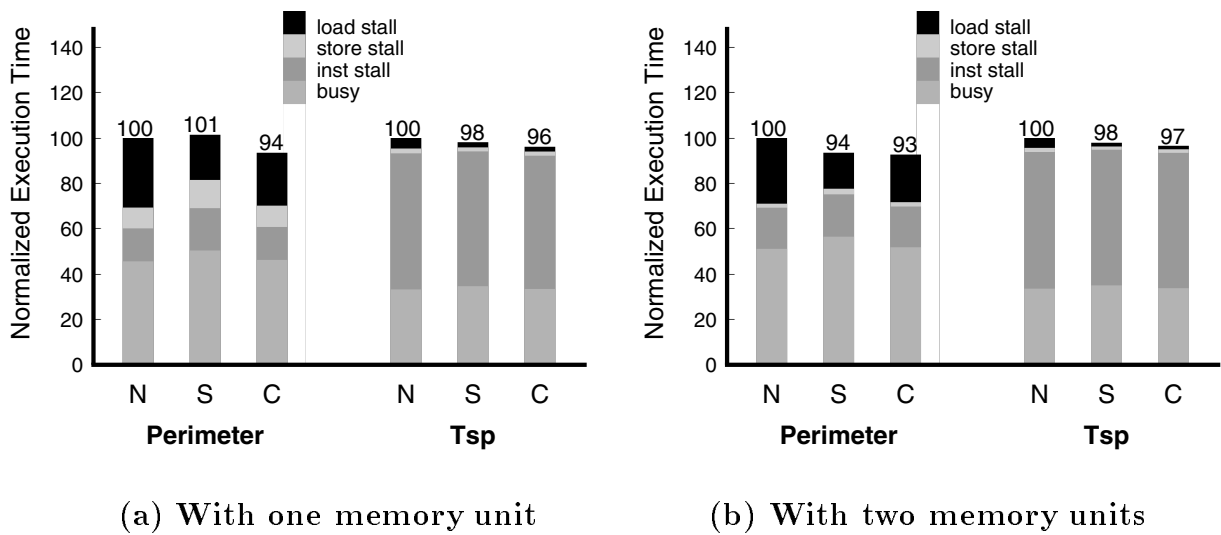 Normalized Execution Time
140
120
100
80
60
40
20
0
load stall
store stall
inst stall
busy
100
101
94
100
98
96
N S C N S C
Perimeter Tsp
(a) With one memory unit
Normalized Execution Time
140
120
100
80
60
40
20
0
load stall
store stall
inst stall
busy
100
94
93
100
98
97
N S C N S C
Perimeter Tsp
(b) With two memory units